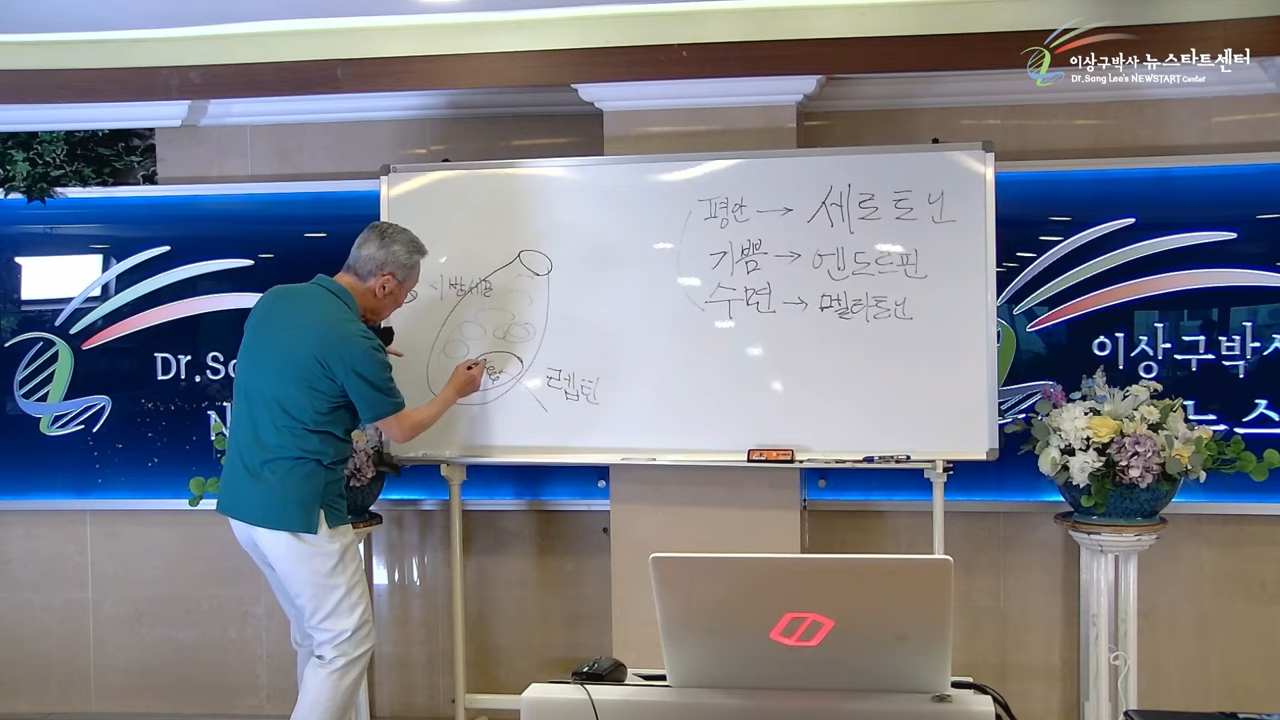 이상구박사 뉴스타트센터
Dr.Sang Lee's NEWSTART Center
평안 → 세로토닌
기쁨 → 엔도르핀
수면 → 멜라토닌
지방세포
렙틴
Dr.Sa
N
이상구박사
뉴스